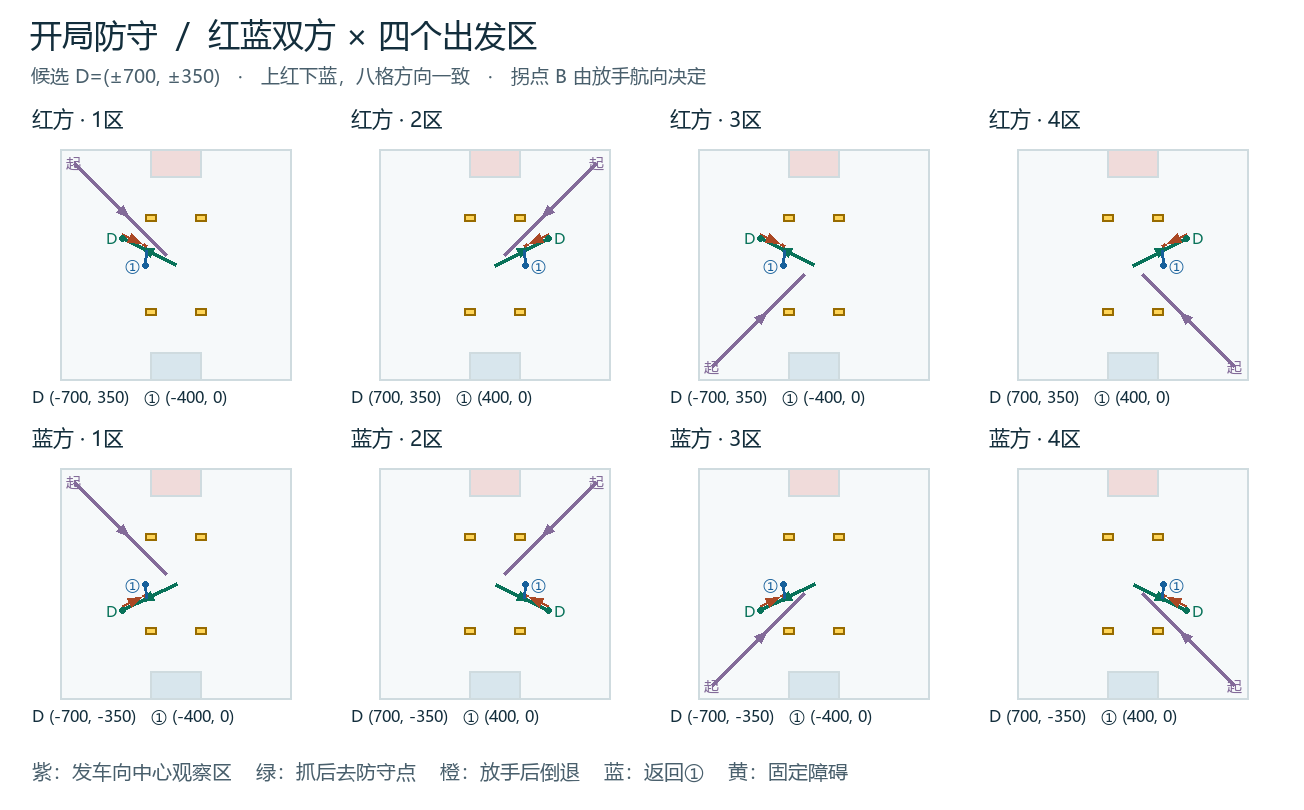 开局防守 / 红蓝双方 × 四个出发区
候选 D=(±700, ±350) · 上红下蓝，八格方向一致 · 拐点 B 由放手航向决定
红方 · 1区
红方 · 2区
红方 · 3区
红方 · 4区
起
起
D
①
D
①
D
①
D
①
起
起
D (-700, 350) ① (-400, 0)
D (700, 350) ① (400, 0)
D (-700, 350) ① (-400, 0)
D (700, 350) ① (400, 0)
蓝方 · 1区
蓝方 · 2区
蓝方 · 3区
蓝方 · 4区
起
起
①
D
①
D
①
D
①
D
起
起
D (-700, -350) ① (-400, 0)
D (700, -350) ① (400, 0)
D (-700, -350) ① (-400, 0)
D (700, -350) ① (400, 0)
紫：发车向中心观察区 绿：抓后去防守点 橙：放手后倒退 蓝：返回① 黄：固定障碍